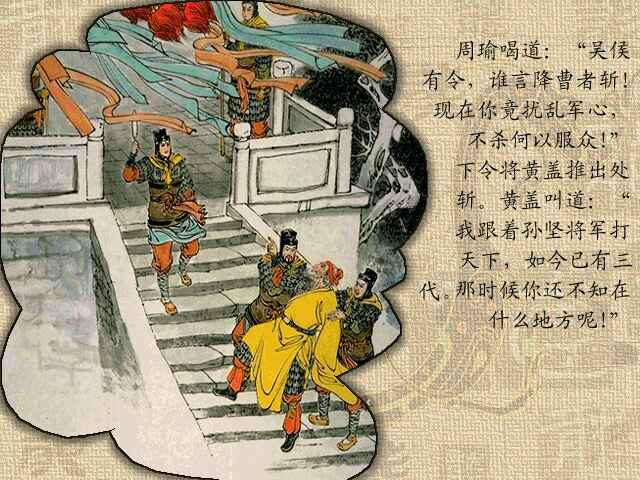 周瑜喝道：“吴侯
有令，谁言降曹者斩！
现在你竟扰乱军心，
不杀何以服众！”
下令将黄盖推出处
斩。黄盖叫道：“
我跟着孙坚将军打
天下，如今已有三
代。那时候你还不知在
什么地方呢！”